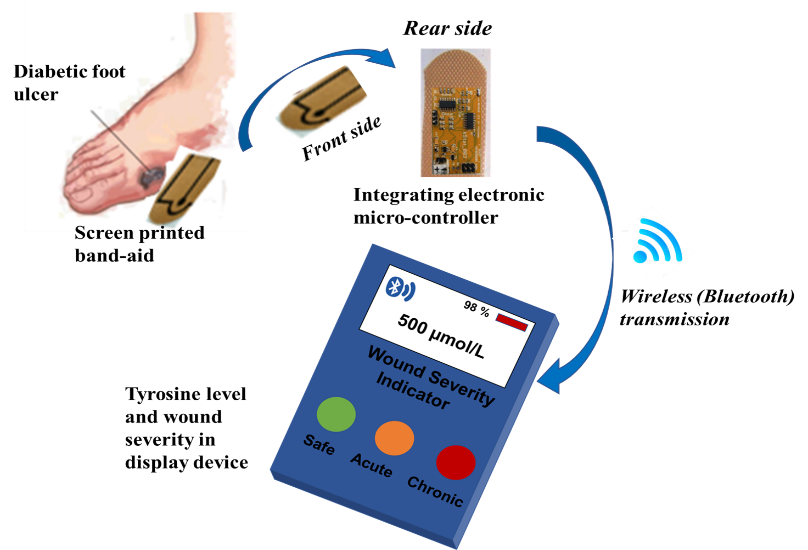 Rear side
Diabetic foot
ulcer
Front side
Integrating electronic
micro-controller
Screen printed
band-aid
Wireless (Bluetooth)
transmission
98 %
500 µmol/L
Wound Severity
Indicator
Safe
Acute
Chronic
Tyrosine level
and wound
severity in
display device